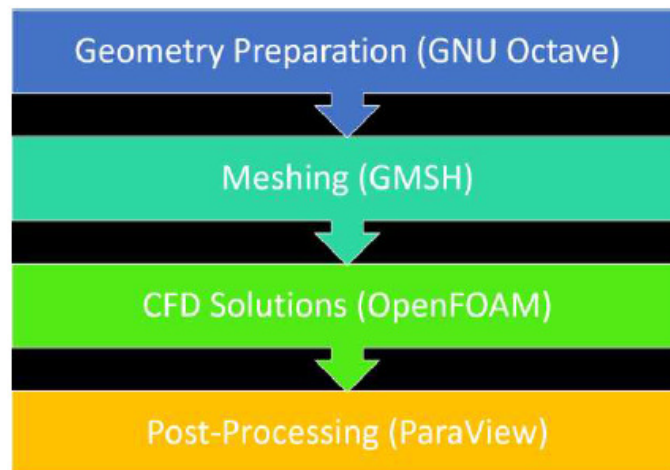 Geometry Preparation (GNU Octave)
Meshing (GMSH)
CFD Solutions (OpenFOAM)
Post-Processing (ParaView)